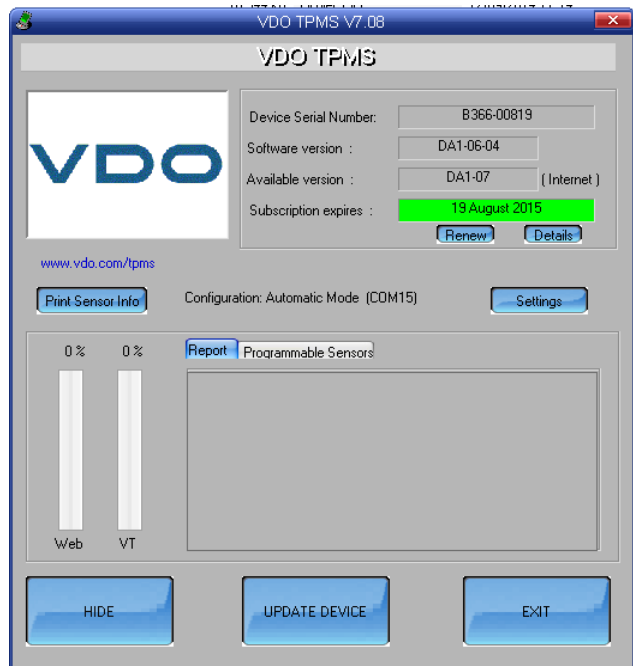 VDO TPMS V7.08
VDO TPMS
VDO
Device Serial Number: B366-00819
Software version : DA1-06-04
Available version : DA1-07 ( Internet )
Subscription expires : 19 August 2015
Renew Details
www.vdo.com/tpms
Print Sensor Info Configuration: Automatic Mode (COM15) Settings
0 % 0 % Report Programmable Sensors
Web VT
HIDE UPDATE DEVICE EXIT